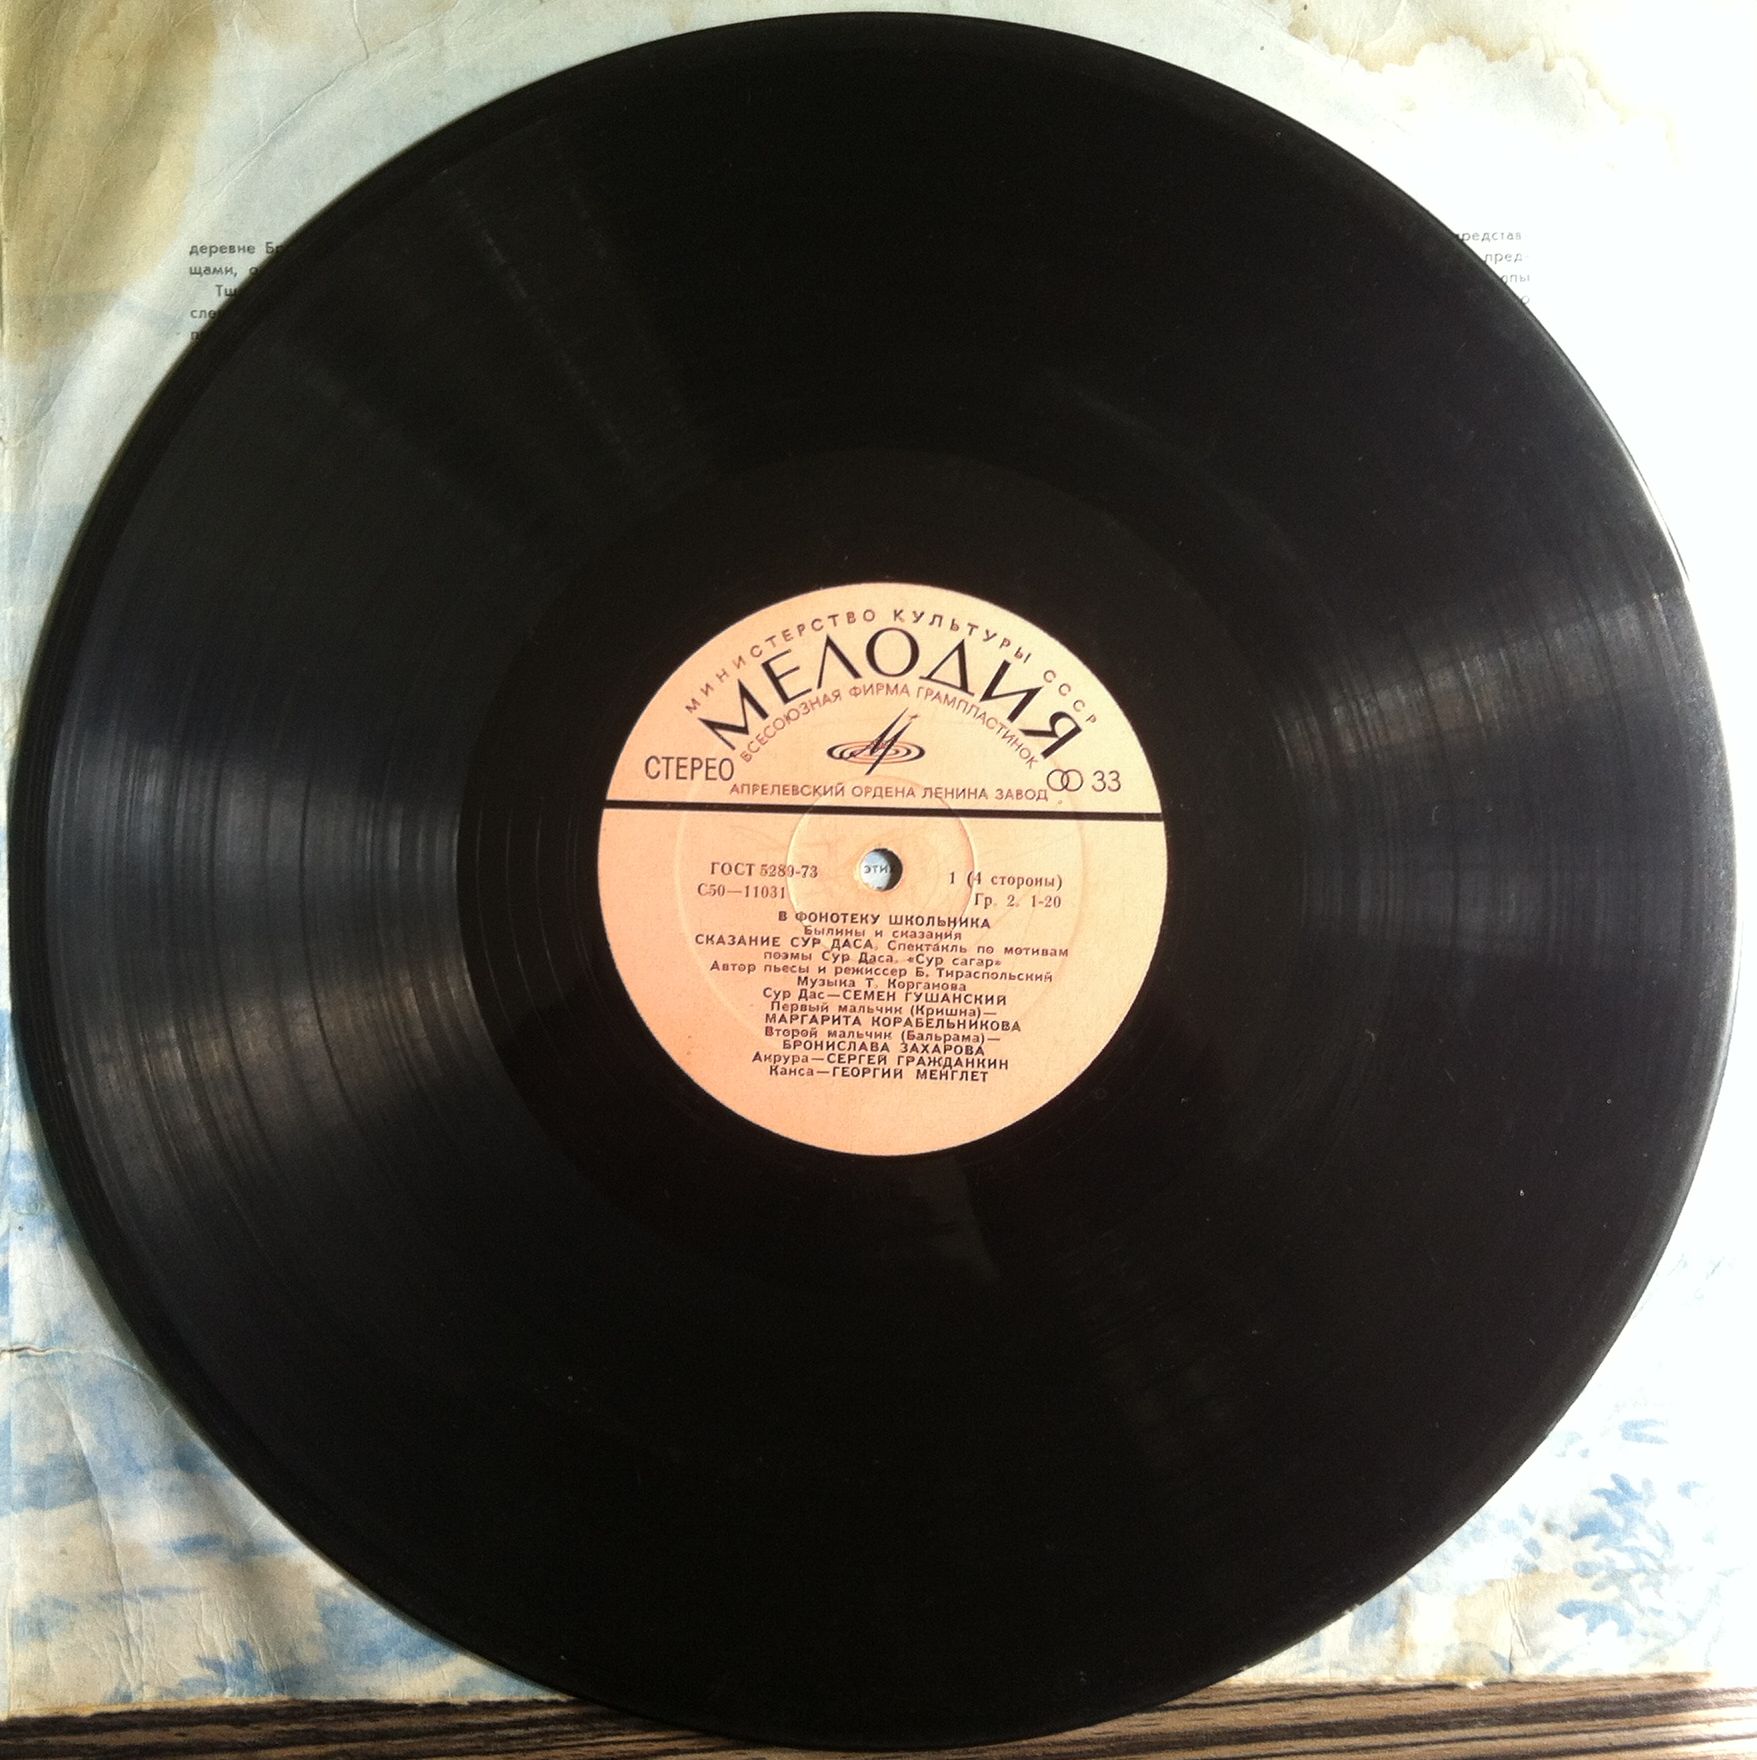 деревне
щами,
представ
пред-
МИНИСТЕРСТВО КУЛЬТУРЫ СССР
МЕЛОДИЯ
ВСЕСОЮЗНАЯ ФИРМА ГРАМПЛАСТИНОК
СТЕРЕО
33
АПРЕЛЕВСКИЙ ОРДЕНА ЛЕНИНА ЗАВОД
ГОСТ 5289-73
1 (4 стороны)
С50—11031
Гр. 2. 1-20
В ФОНОТЕКУ ШКОЛЬНИКА
Былины и сказания
СКАЗАНИЕ СУР ДАСА. Спектакль по мотивам
поэмы Сур Даса. «Сур сагар»
Автор пьесы и режиссер Б. Тираспольский
Музыка Т. Корганова
Сур Дас—СЕМЕН ГУШАНСКИЙ
Первый мальчик (Кришна)—
МАРГАРИТА КОРАБЕЛЬНИКОВА
Второй мальчик (Бальрама)—
БРОНИСЛАВА ЗАХАРОВА
Акрура—СЕРГЕЙ ГРАЖДАНКИН
Канса—ГЕОРГИЙ МЕНГЛЕТ